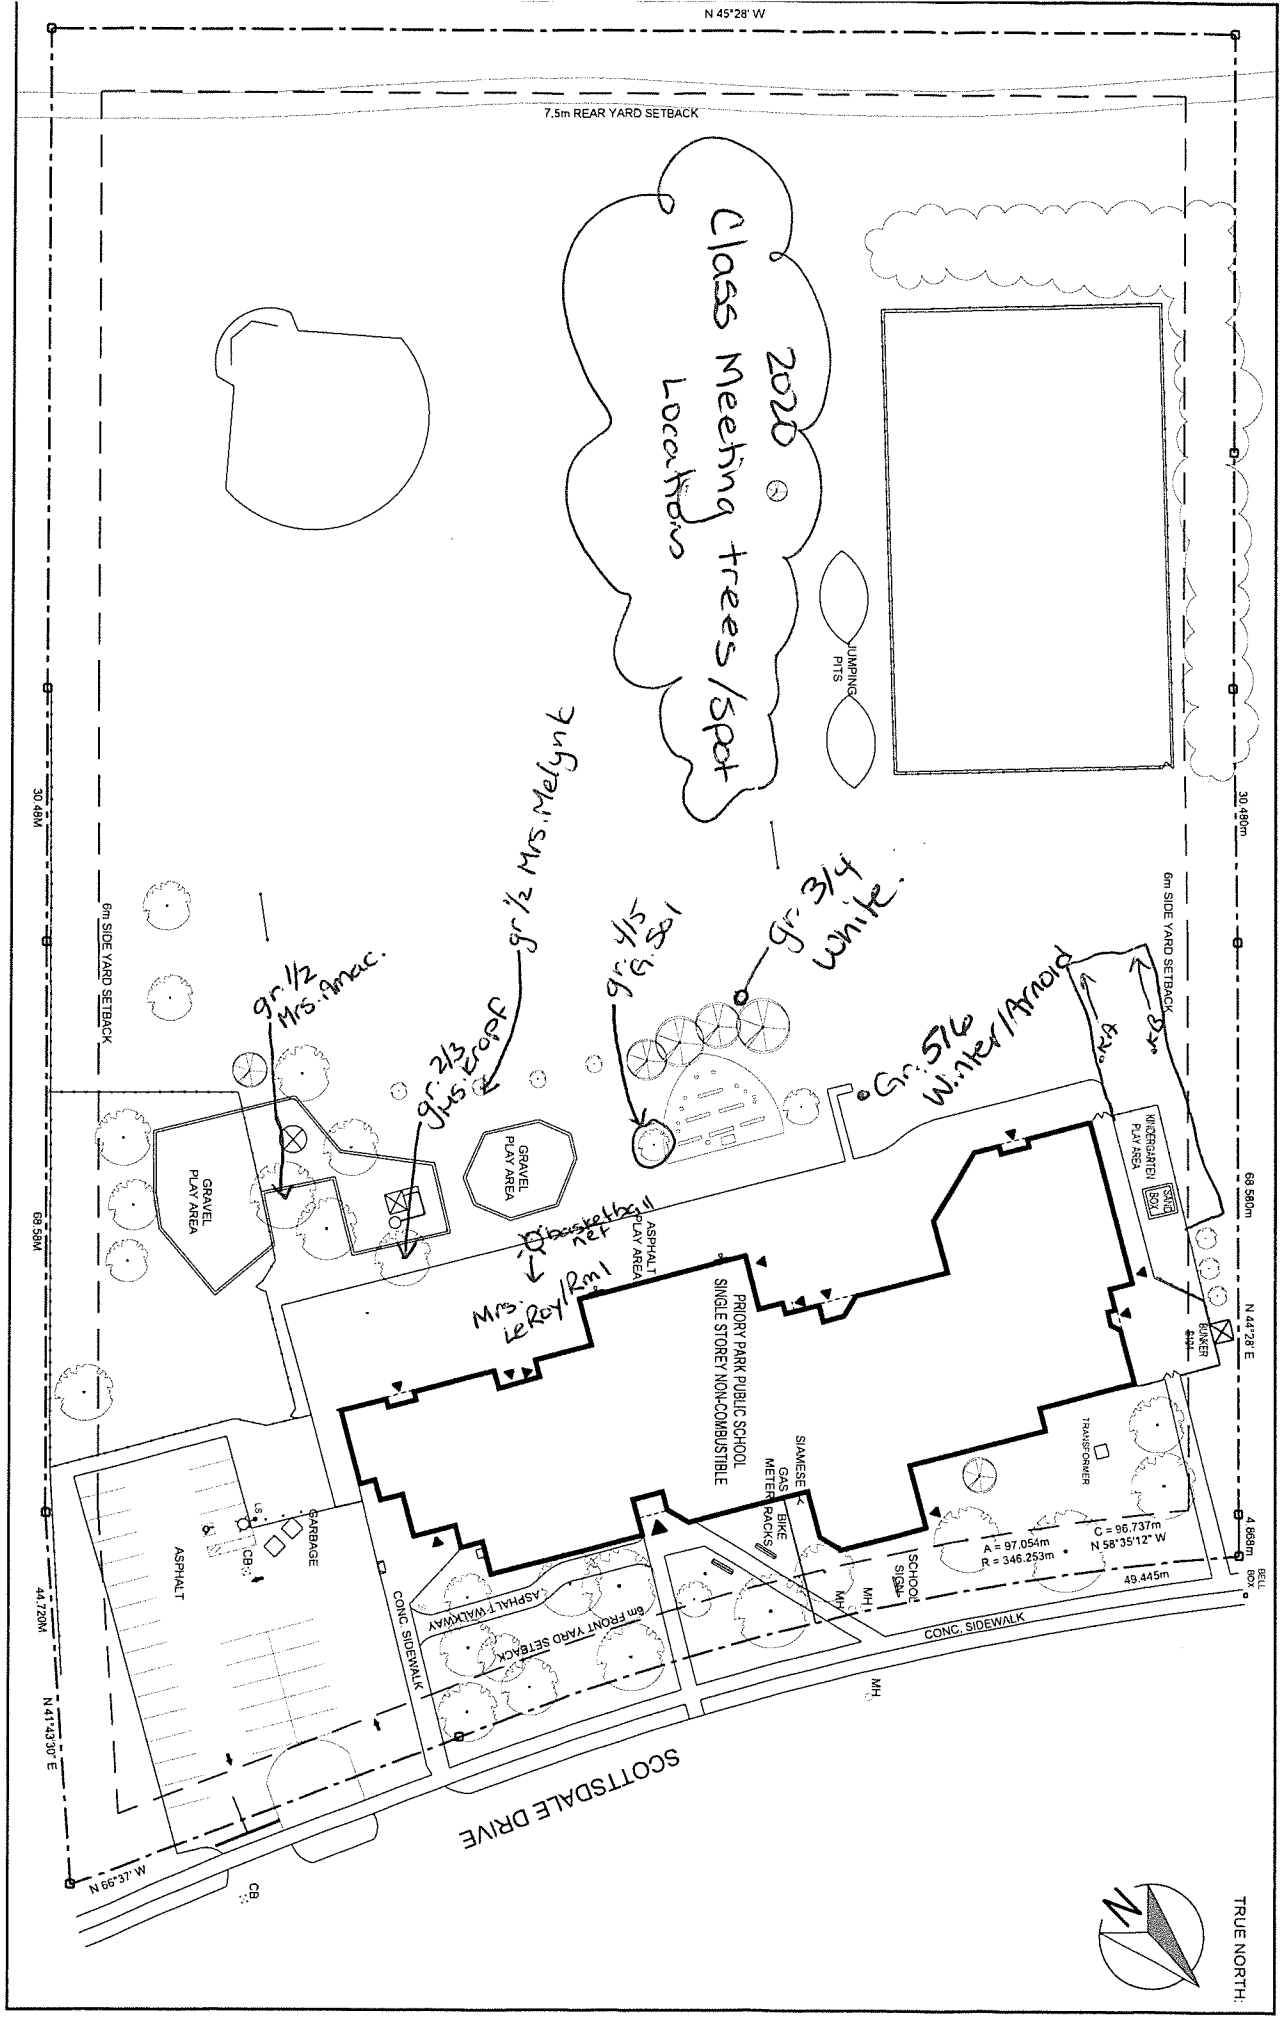 N 45°28' W
7.5m REAR YARD SETBACK
2020
Class Meeting trees/spot
Locations
JUMPING
PITS
30.48M
30.480m
6m SIDE YARD SETBACK
6m SIDE YARD SETBACK
gr. 1/2
Mrs. Amac.
gr 1/2 Mrs. Melynk
gr. 2/3
Ms. Kropf
gr. 4/5
G. Sol
gr. 3/4
White.
Gr. 5/6
Winter/Arnold
GRAVEL
PLAY AREA
GRAVEL
PLAY AREA
basketball
net
Mrs.
LeRoy/Rm1
ASPHALT
PLAY AREA
KINDERGARTEN
PLAY AREA
SAND
BOX
BUNKER
68.58M
68.580m
N 44°28' E
PRIORY PARK PUBLIC SCHOOL
SINGLE STOREY NON-COMBUSTIBLE
TRANSFORMER
SIAMESE
GAS
METER
BIKE
RACKS
LS
GARBAGE
CB
ASPHALT
CONC. SIDEWALK
ASPHALT WALKWAY
6m FRONT YARD SETBACK
SCHOOL
SIGN
MH
MH
MH
A = 97.054m
R = 346.253m
C = 96.737m
N 58°35'12" W
49.445m
4.868m
BELL
BOX
CONC. SIDEWALK
44.720M
N 41°43'30" E
N 66°37' W
CB
SCOTTSDALE DRIVE
TRUE NORTH:
N